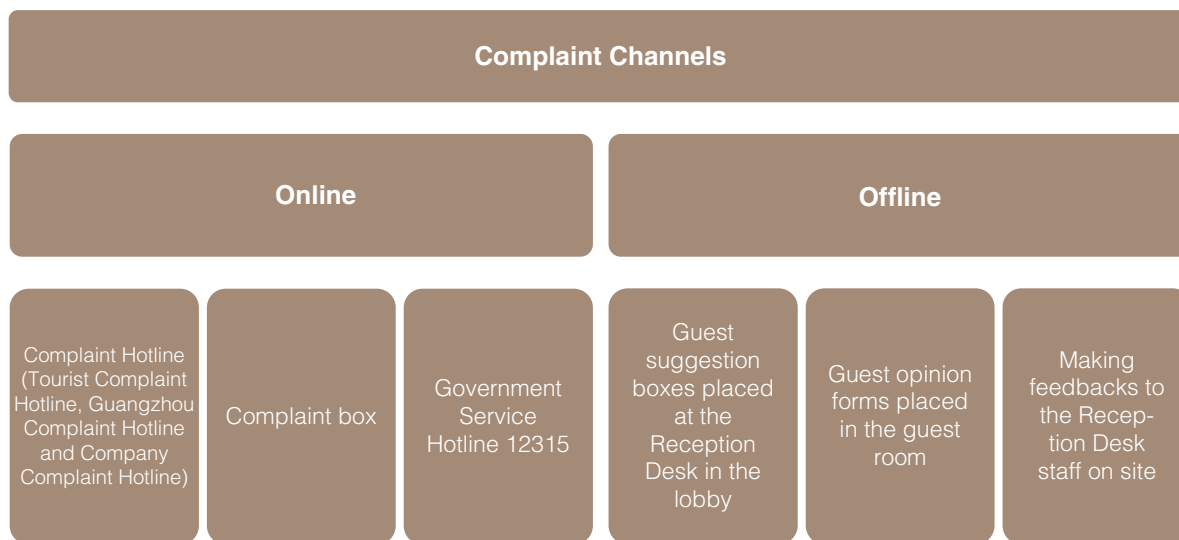 Complaint Channels
Online
Offline
Complaint Hotline
(Tourist Complaint
Hotline, Guangzhou
Complaint Hotline
and Company
Complaint Hotline)
Complaint box
Government
Service
Hotline 12315
Guest
suggestion
boxes placed
at the
Reception
Desk in the
lobby
Guest opinion
forms placed
in the guest
room
Making
feedbacks to
the Recep-
tion Desk
staff on site